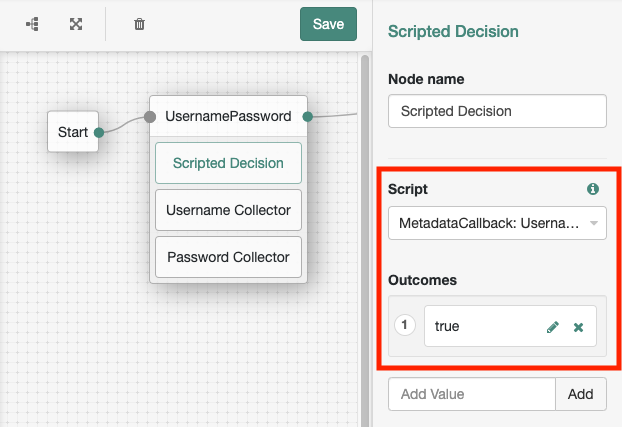 Save
Start
UsernamePassword
Scripted Decision
Username Collector
Password Collector
Scripted Decision
Node name
Scripted Decision
Script
MetadataCallback: Userna...
Outcomes
1
true
Add Value
Add